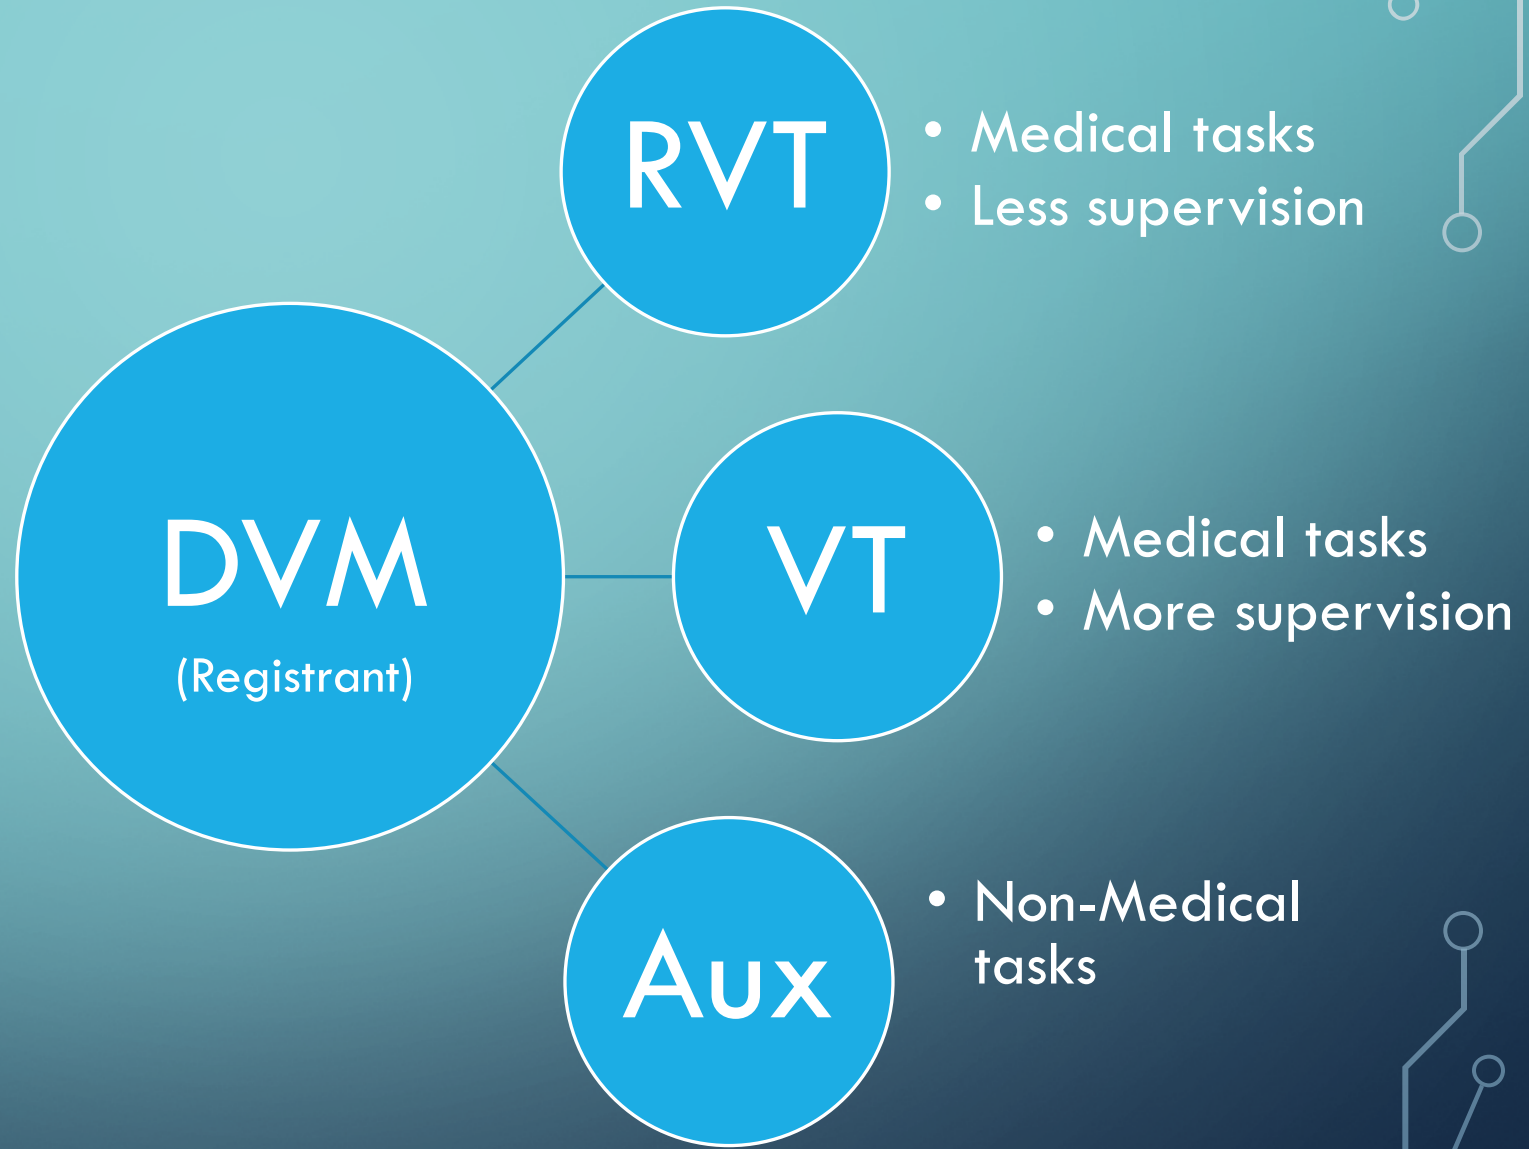 RVT
• Medical tasks
• Less supervision
DVM
(Registrant)
VT
• Medical tasks
• More supervision
Aux
• Non-Medical
tasks